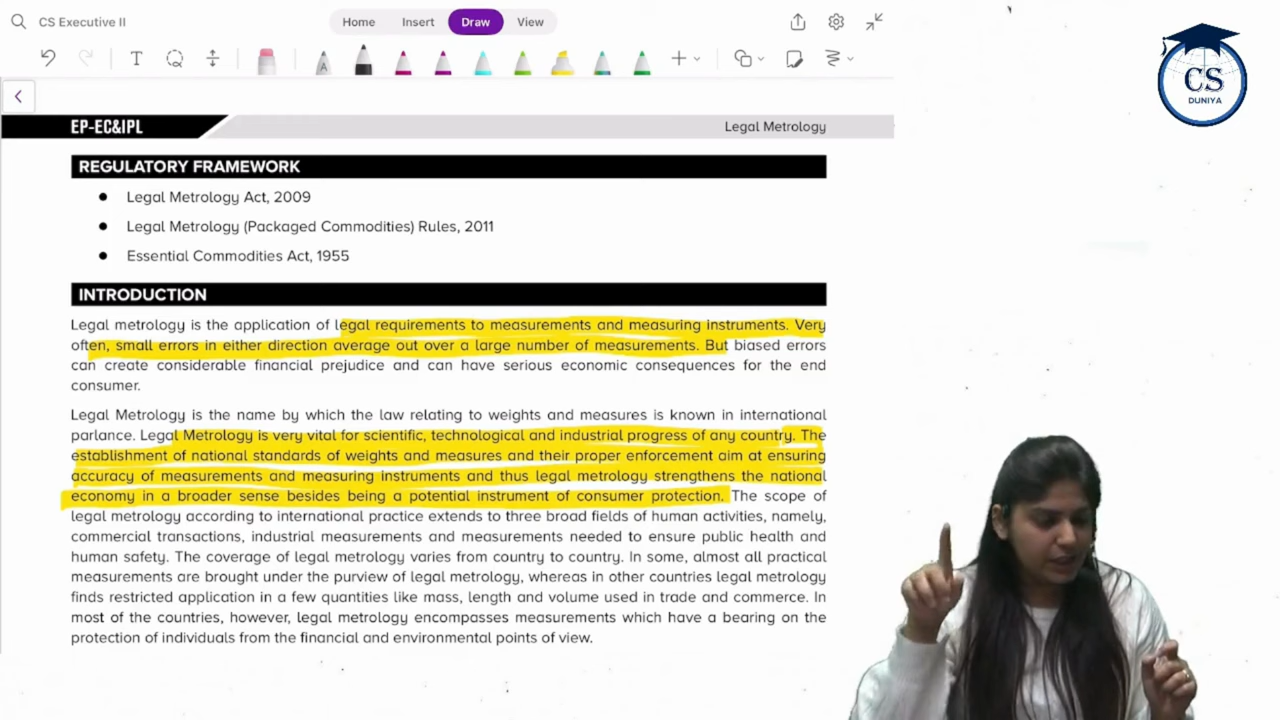 CS Executive II
Home Insert Draw View
T
A
CS
DUNIYA
EP-EC&IPL
Legal Metrology
REGULATORY FRAMEWORK
● Legal Metrology Act, 2009
● Legal Metrology (Packaged Commodities) Rules, 2011
● Essential Commodities Act, 1955
INTRODUCTION
Legal metrology is the application of legal requirements to measurements and measuring instruments. Very
often, small errors in either direction average out over a large number of measurements. But biased errors
can create considerable financial prejudice and can have serious economic consequences for the end
consumer.
Legal Metrology is the name by which the law relating to weights and measures is known in international
parlance. Legal Metrology is very vital for scientific, technological and industrial progress of any country. The
establishment of national standards of weights and measures and their proper enforcement aim at ensuring
accuracy of measurements and measuring instruments and thus legal metrology strengthens the national
economy in a broader sense besides being a potential instrument of consumer protection. The scope of
legal metrology according to international practice extends to three broad fields of human activities, namely,
commercial transactions, industrial measurements and measurements needed to ensure public health and
human safety. The coverage of legal metrology varies from country to country. In some, almost all practical
measurements are brought under the purview of legal metrology, whereas in other countries legal metrology
finds restricted application in a few quantities like mass, length and volume used in trade and commerce. In
most of the countries, however, legal metrology encompasses measurements which have a bearing on the
protection of individuals from the financial and environmental points of view.